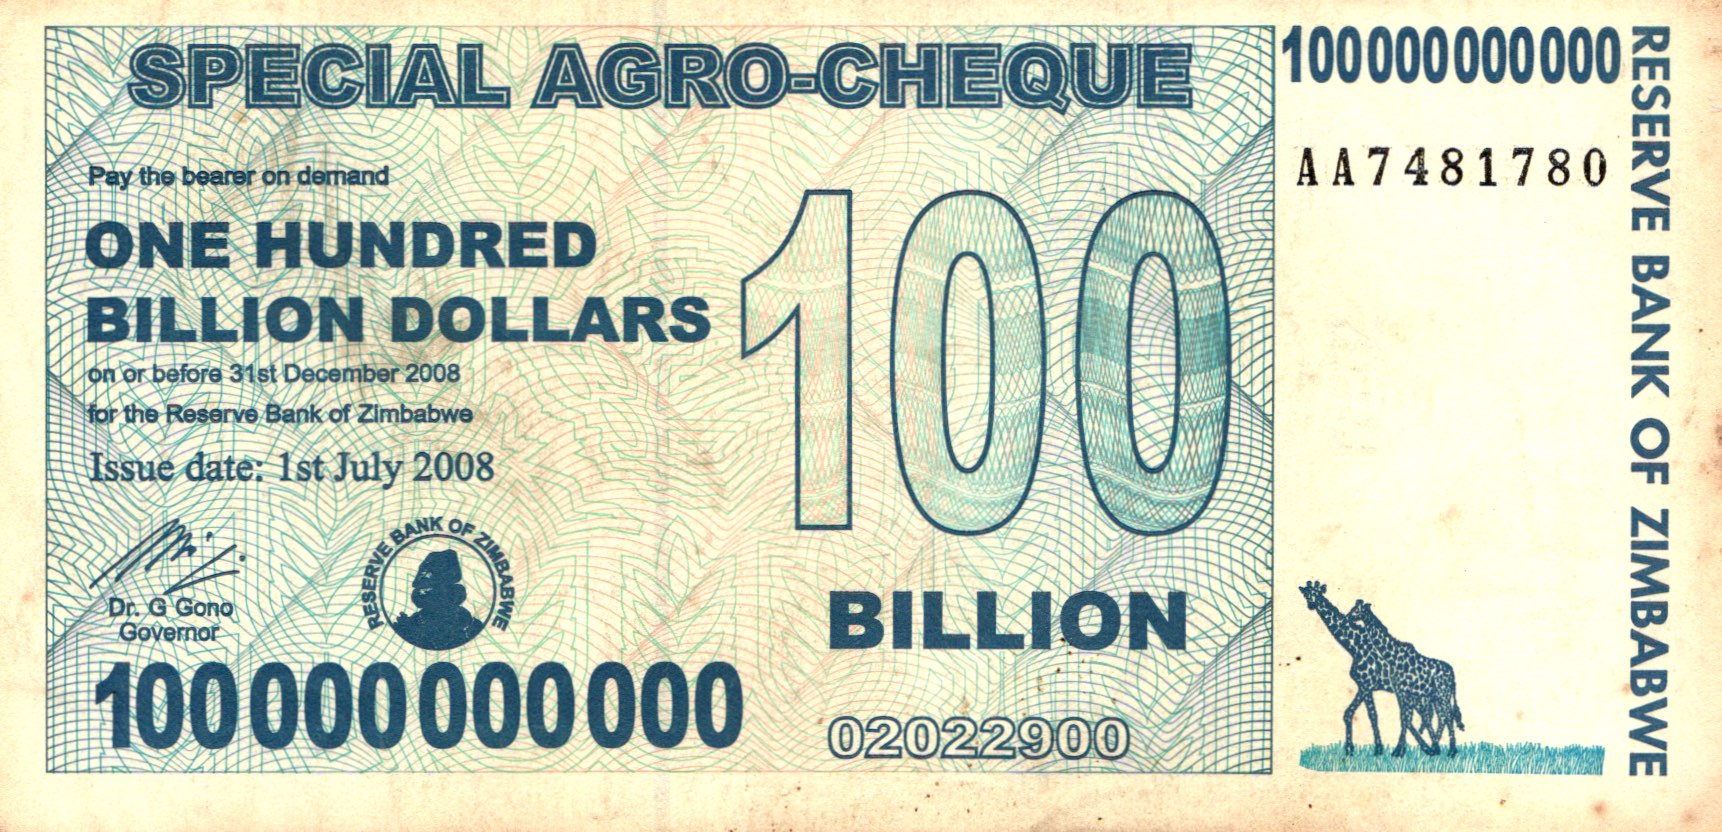 SPECIAL AGRO-CHEQUE
100000000000
AA7481780
Pay the bearer on demand
ONE HUNDRED
BILLION DOLLARS
on or before 31st December 2008
for the Reserve Bank of Zimbabwe
Issue date: 1st July 2008
100
BILLION
Dr. G Gono
Governor
RESERVE BANK OF ZIMBABWE
100 000 000 000
02022900
RESERVE BANK OF ZIMBABWE